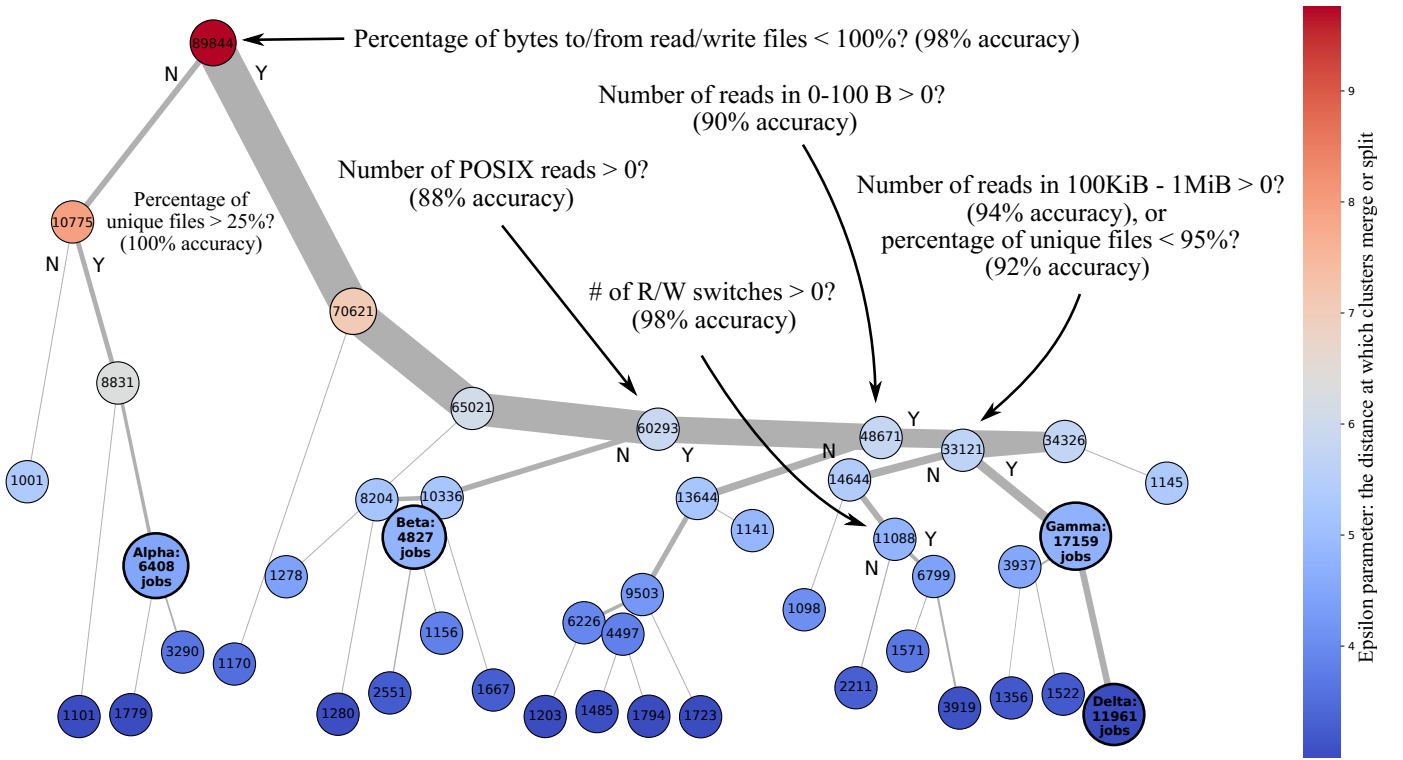 89844
Percentage of bytes to/from read/write files < 100%? (98% accuracy)
N
Y
Number of reads in 0-100 B > 0?
(90% accuracy)
Number of POSIX reads > 0?
(88% accuracy)
Number of reads in 100KiB - 1MiB > 0?
(94% accuracy), or
percentage of unique files < 95%?
(92% accuracy)
10775
Percentage of
unique files > 25%?
(100% accuracy)
N
Y
# of R/W switches > 0?
(98% accuracy)
70621
8831
65021
60293
N
Y
48671
Y
N
33121
N
Y
34326
1001
8204
10336
13644
14644
1145
Beta:
4827
jobs
1141
11088
Y
N
Gamma:
17159
jobs
Alpha:
6408
jobs
1278
3937
6799
9503
1098
6226
4497
1156
3290
1170
1571
2551
1667
2211
1356
1522
3919
1101
1779
1280
1203
1485
1794
1723
Delta:
11961
jobs
9
8
7
6
5
4
Epsilon parameter: the distance at which clusters merge or split